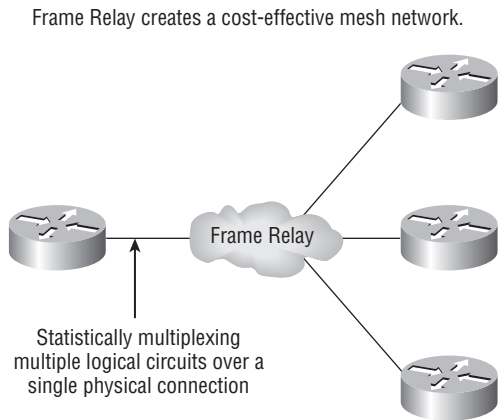 Frame Relay creates a cost-effective mesh network.
Frame Relay
Statistically multiplexing
multiple logical circuits over a
single physical connection